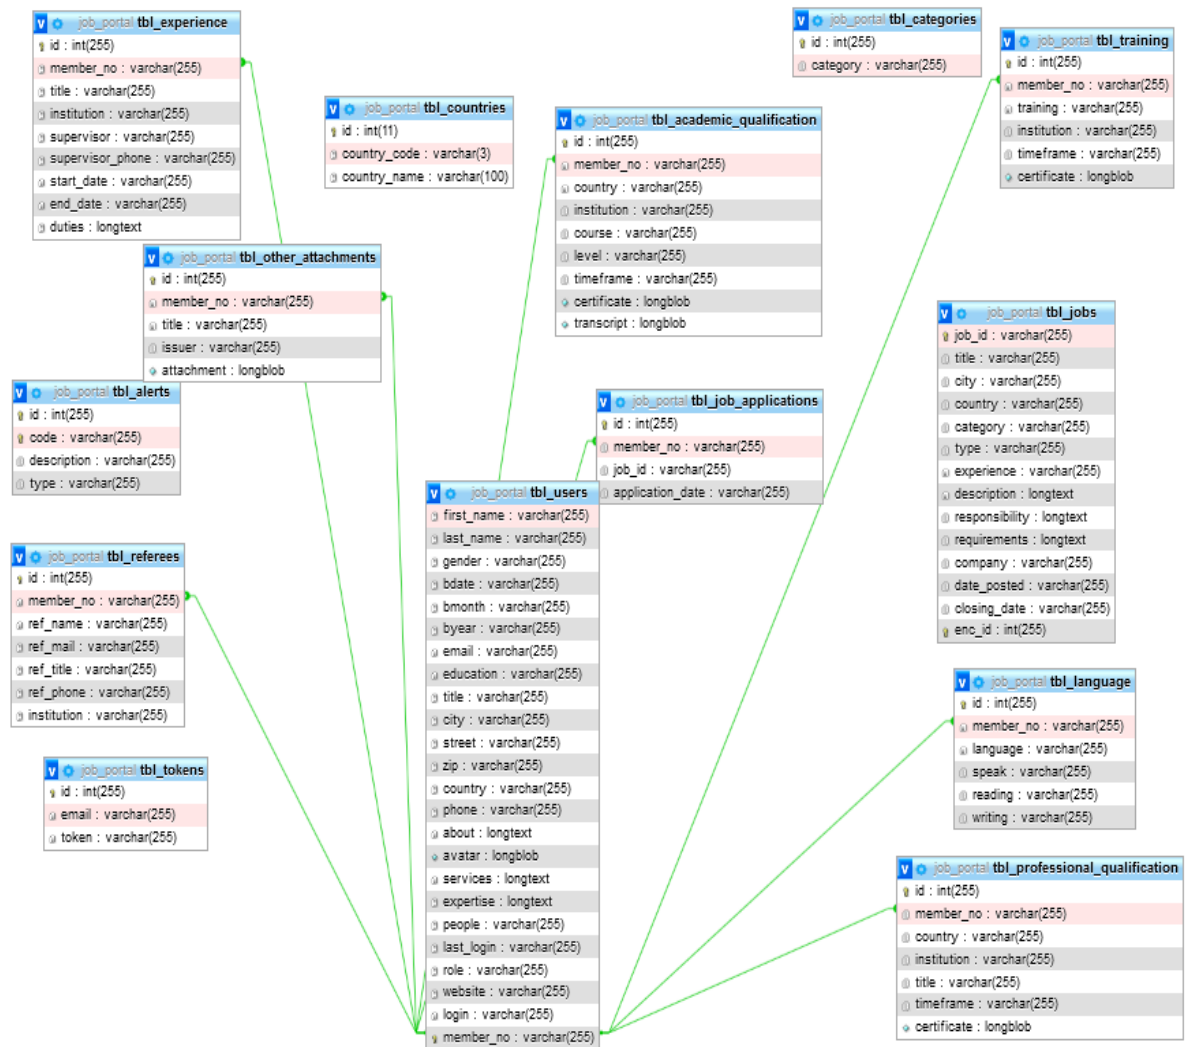 job_portal tbl_experience
id : int(255)
member_no : varchar(255)
title : varchar(255)
institution : varchar(255)
supervisor : varchar(255)
supervisor_phone : varchar(255)
start_date : varchar(255)
end_date : varchar(255)
duties : longtext
job_portal tbl_countries
id : int(11)
country_code : varchar(3)
country_name : varchar(100)
job_portal tbl_academic_qualification
id : int(255)
member_no : varchar(255)
country : varchar(255)
institution : varchar(255)
course : varchar(255)
level : varchar(255)
timeframe : varchar(255)
certificate : longblob
transcript : longblob
job_portal tbl_categories
id : int(255)
category : varchar(255)
job_portal tbl_training
id : int(255)
member_no : varchar(255)
training : varchar(255)
institution : varchar(255)
timeframe : varchar(255)
certificate : longblob
job_portal tbl_other_attachments
id : int(255)
member_no : varchar(255)
title : varchar(255)
issuer : varchar(255)
attachment : longblob
job_portal tbl_alerts
id : int(255)
code : varchar(255)
description : varchar(255)
type : varchar(255)
job_portal tbl_job_applications
id : int(255)
member_no : varchar(255)
job_id : varchar(255)
application_date : varchar(255)
job_portal tbl_jobs
job_id : varchar(255)
title : varchar(255)
city : varchar(255)
country : varchar(255)
category : varchar(255)
type : varchar(255)
experience : varchar(255)
description : longtext
responsibility : longtext
requirements : longtext
company : varchar(255)
date_posted : varchar(255)
closing_date : varchar(255)
enc_id : int(255)
job_portal tbl_users
first_name : varchar(255)
last_name : varchar(255)
gender : varchar(255)
bdate : varchar(255)
bmonth : varchar(255)
byear : varchar(255)
email : varchar(255)
education : varchar(255)
title : varchar(255)
city : varchar(255)
street : varchar(255)
zip : varchar(255)
country : varchar(255)
phone : varchar(255)
about : longtext
avatar : longblob
services : longtext
expertise : longtext
people : varchar(255)
last_login : varchar(255)
role : varchar(255)
website : varchar(255)
login : varchar(255)
member_no : varchar(255)
job_portal tbl_referees
id : int(255)
member_no : varchar(255)
ref_name : varchar(255)
ref_mail : varchar(255)
ref_title : varchar(255)
ref_phone : varchar(255)
institution : varchar(255)
job_portal tbl_tokens
id : int(255)
email : varchar(255)
token : varchar(255)
job_portal tbl_language
id : int(255)
member_no : varchar(255)
language : varchar(255)
speak : varchar(255)
reading : varchar(255)
writing : varchar(255)
job_portal tbl_professional_qualification
id : int(255)
member_no : varchar(255)
country : varchar(255)
institution : varchar(255)
title : varchar(255)
timeframe : varchar(255)
certificate : longblob